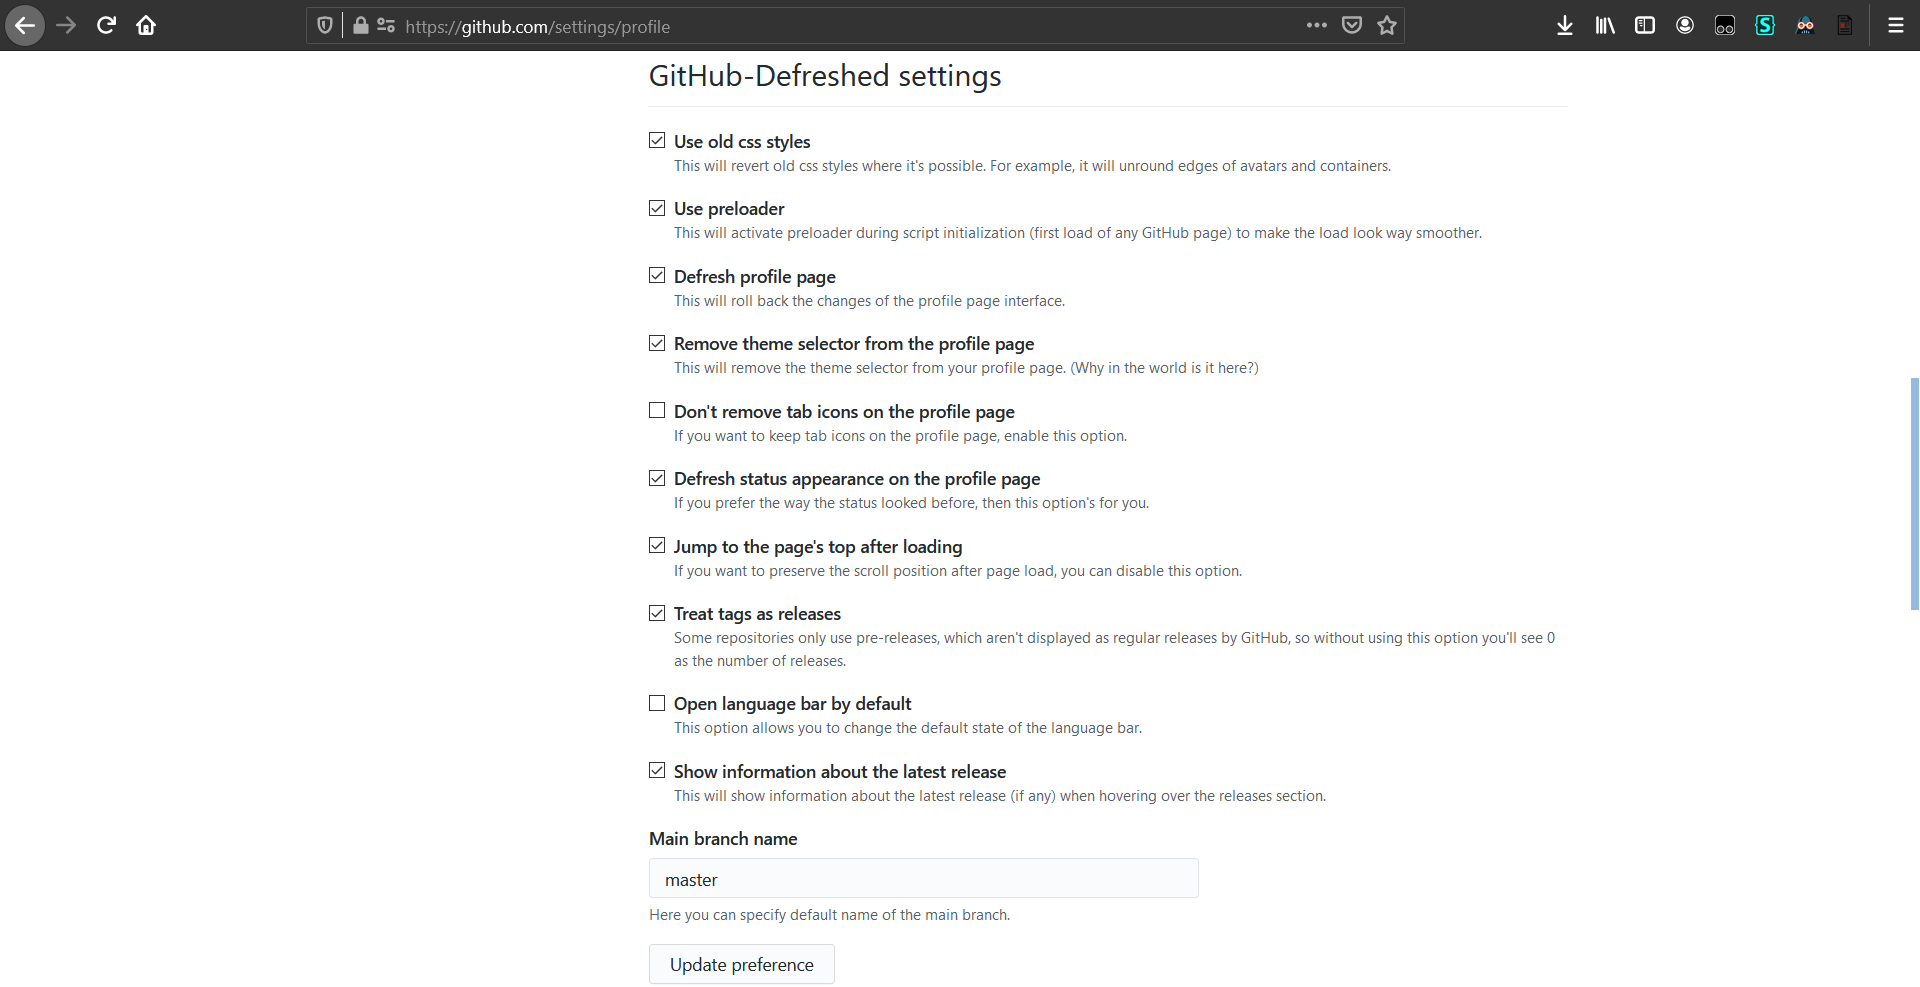 https://github.com/settings/profile
GitHub-Defreshed settings
Use old css styles
This will revert old css styles where it's possible. For example, it will unround edges of avatars and containers.
Use preloader
This will activate preloader during script initialization (first load of any GitHub page) to make the load look way smoother.
Defresh profile page
This will roll back the changes of the profile page interface.
Remove theme selector from the profile page
This will remove the theme selector from your profile page. (Why in the world is it here?)
Don't remove tab icons on the profile page
If you want to keep tab icons on the profile page, enable this option.
Defresh status appearance on the profile page
If you prefer the way the status looked before, then this option's for you.
Jump to the page's top after loading
If you want to preserve the scroll position after page load, you can disable this option.
Treat tags as releases
Some repositories only use pre-releases, which aren't displayed as regular releases by GitHub, so without using this option you'll see 0
as the number of releases.
Open language bar by default
This option allows you to change the default state of the language bar.
Show information about the latest release
This will show information about the latest release (if any) when hovering over the releases section.
Main branch name
master
Here you can specify default name of the main branch.
Update preference